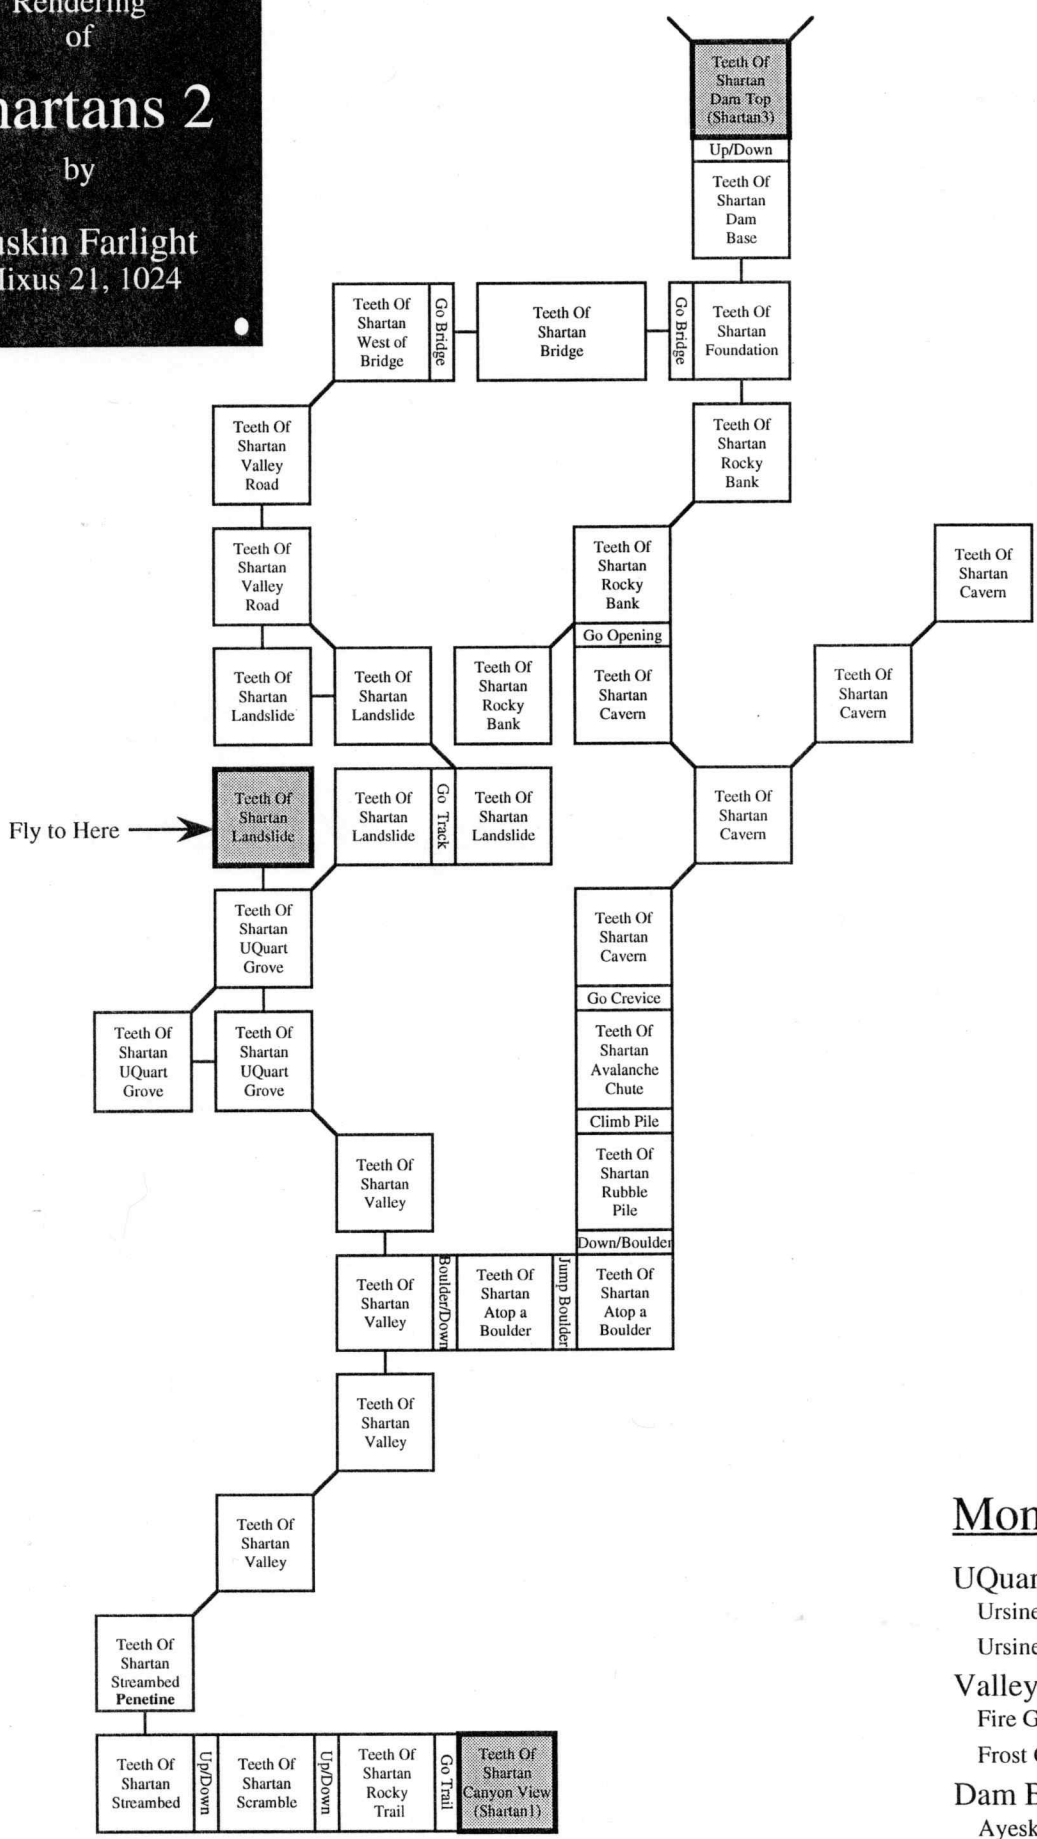 Rendering
of
2
by
Farlight
21, 1024
Teeth Of
Shartan
Dam Top
(Shartan3)
Up/Down
Teeth Of
Shartan
Dam
Base
Teeth Of
Shartan
West of
Bridge
Go Bridge
Teeth Of
Shartan
Bridge
Go Bridge
Teeth Of
Shartan
Foundation
Teeth Of
Shartan
Valley
Road
Teeth Of
Shartan
Rocky
Bank
Teeth Of
Shartan
Valley
Road
Teeth Of
Shartan
Rocky
Bank
Go Opening
Teeth Of
Shartan
Cavern
Teeth Of
Shartan
Landslide
Teeth Of
Shartan
Landslide
Teeth Of
Shartan
Rocky
Bank
Teeth Of
Shartan
Cavern
Teeth Of
Shartan
Cavern
Fly to Here
Teeth Of
Shartan
Landslide
Teeth Of
Shartan
Landslide
Go Track
Teeth Of
Shartan
Landslide
Teeth Of
Shartan
Cavern
Teeth Of
Shartan
UQuart
Grove
Teeth Of
Shartan
Cavern
Go Crevice
Teeth Of
Shartan
UQuart
Grove
Teeth Of
Shartan
UQuart
Grove
Teeth Of
Shartan
Avalanche
Chute
Climb Pile
Teeth Of
Shartan
Valley
Teeth Of
Shartan
Rubble
Pile
Down/Boulder
Teeth Of
Shartan
Valley
Boulder/Down
Teeth Of
Shartan
Atop a
Boulder
Jump Boulder
Teeth Of
Shartan
Atop a
Boulder
Teeth Of
Shartan
Valley
Teeth Of
Shartan
Valley
Teeth Of
Shartan
Streambed
Penetine
Teeth Of
Shartan
Streambed
Up/Down
Teeth Of
Shartan
Scramble
Up/Down
Teeth Of
Shartan
Rocky
Trail
Go Trail
Teeth Of
Shartan
Canyon View
(Shartan1)
Ursine
Ursine
Valley
Fire
Frost
Dam